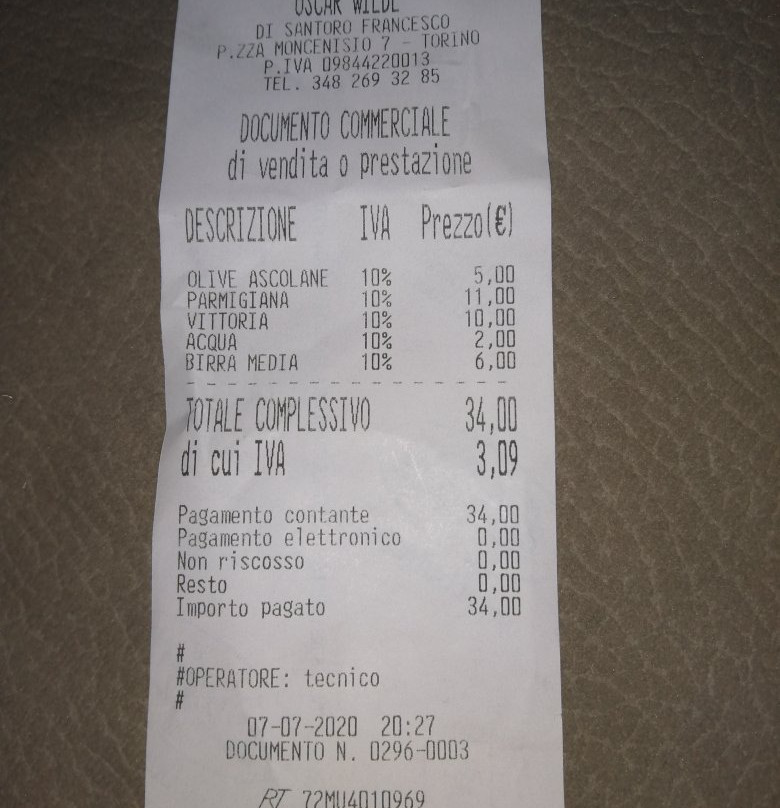 OSCAR WILDE
DI SANTORO FRANCESCO
P.ZZA MONCENISIO 7 - TORINO
P.IVA 09844220013
TEL. 348 269 32 85
DOCUMENTO COMMERCIALE
di vendita o prestazione
DESCRIZIONE IVA Prezzo(€)
OLIVE ASCOLANE 10% 5,00
PARMIGIANA 10% 11,00
VITTORIA 10% 10,00
ACQUA 10% 2,00
BIRRA MEDIA 10% 6,00
TOTALE COMPLESSIVO 34,00
di cui IVA 3,09
Pagamento contante 34,00
Pagamento elettronico 0,00
Non riscosso 0,00
Resto 0,00
Importo pagato 34,00
#
#OPERATORE: tecnico
#
07-07-2020 20:27
DOCUMENTO N. 0296-0003
RT 72MU4010969